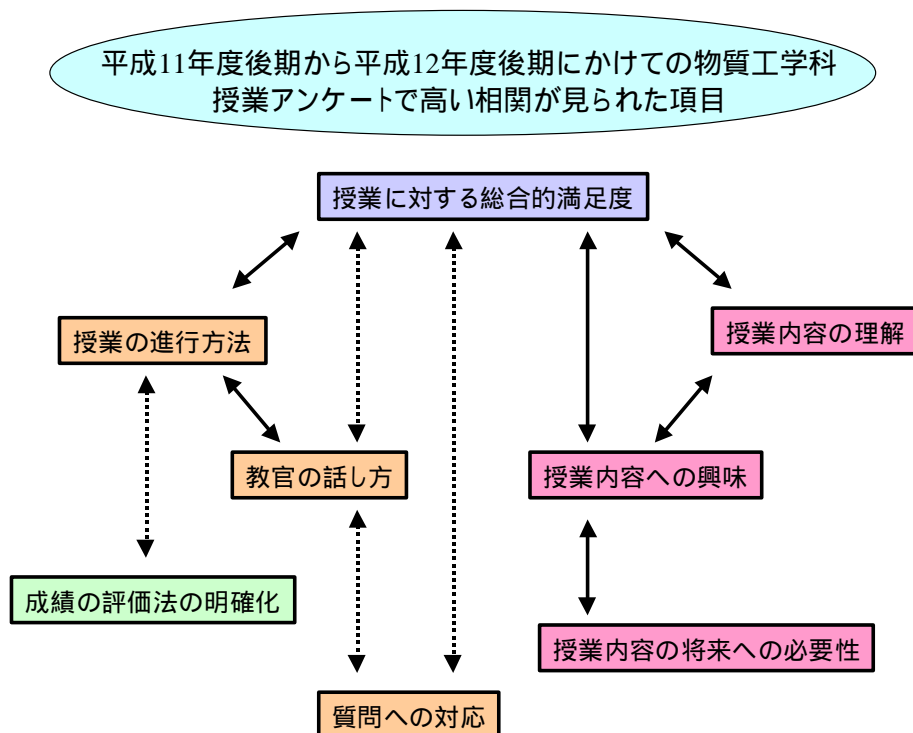 平成11年度後期から平成12年度後期にかけての物質工学科
授業アンケートで高い相関が見られた項目
授業に対する総合的満足度
授業の進行方法
授業内容の理解
教官の話し方
授業内容への興味
成績の評価法の明確化
授業内容の将来への必要性
質問への対応